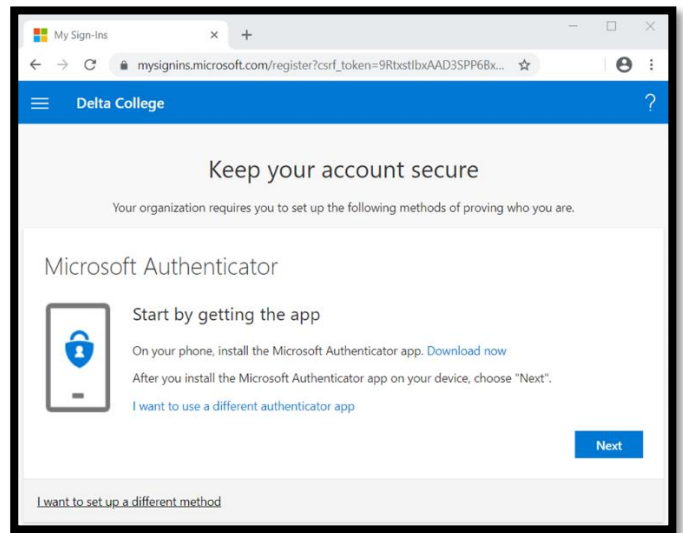 My Sign-Ins
mysignins.microsoft.com/register?csrf_token=9RtxstIbxAAD3SPP6Bx...
Delta College
?
Keep your account secure
Your organization requires you to set up the following methods of proving who you are.
Microsoft Authenticator
Start by getting the app
On your phone, install the Microsoft Authenticator app. Download now
After you install the Microsoft Authenticator app on your device, choose "Next".
I want to use a different authenticator app
Next
I want to set up a different method